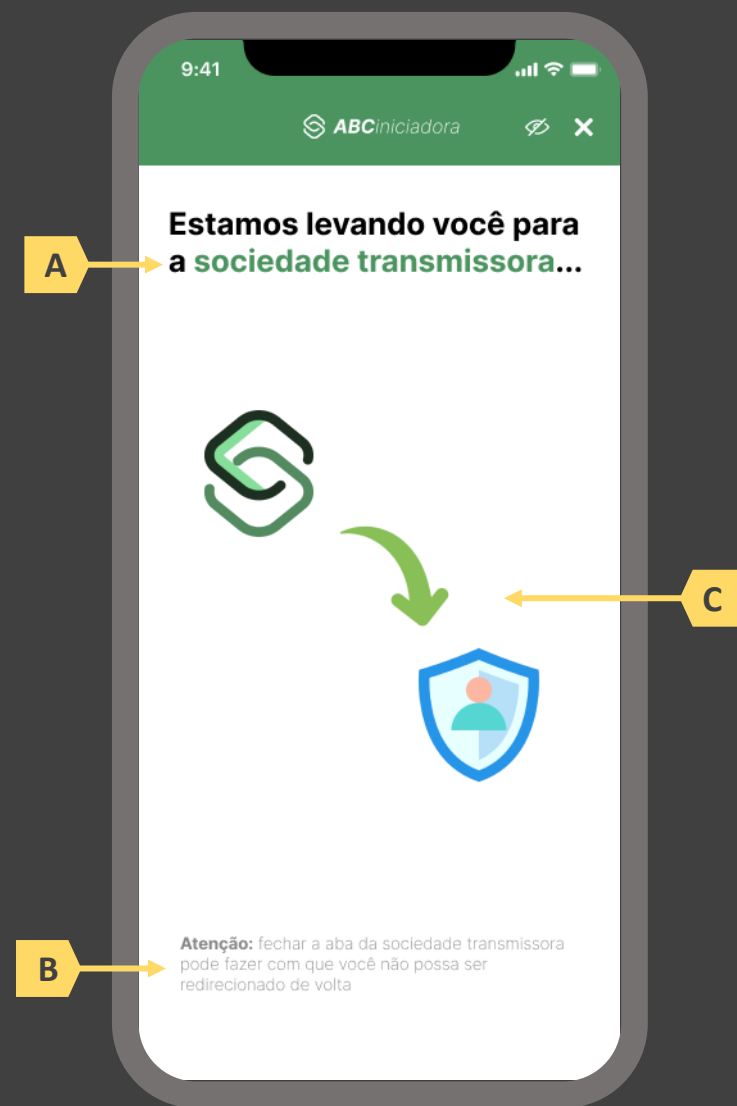 9:41
ABCiniciadora
Estamos levando você para
a sociedade transmissora...
A
C
Atenção: fechar a aba da sociedade transmissora
pode fazer com que você não possa ser
redirecionado de volta
B